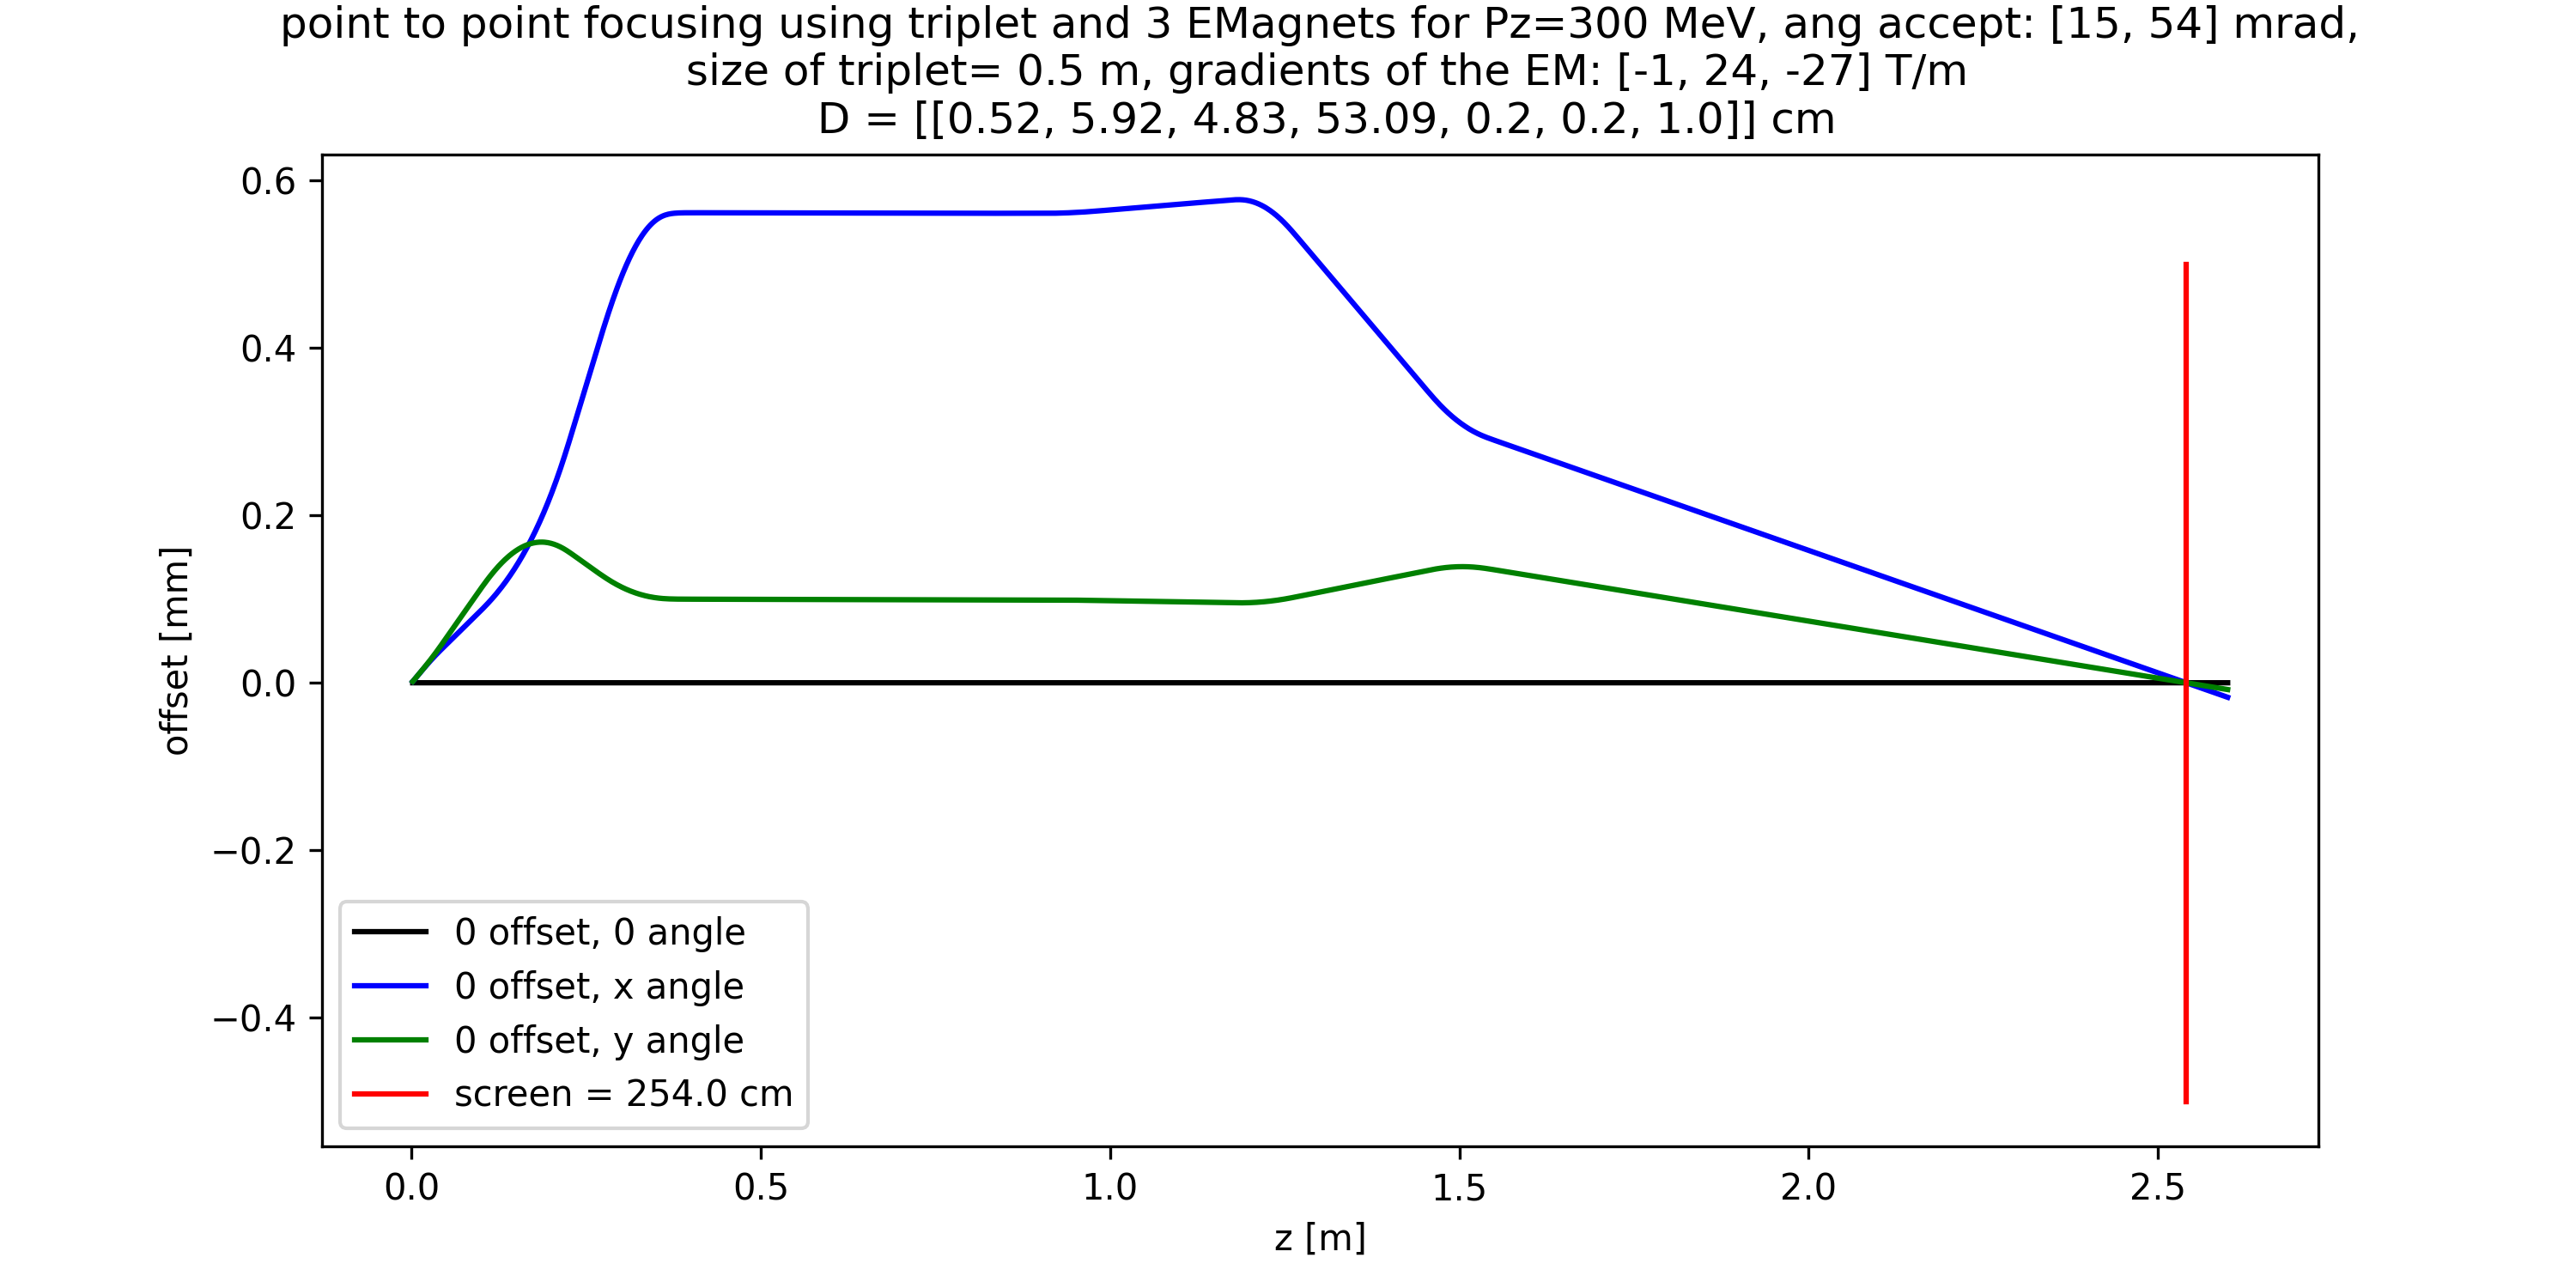 point to point focusing using triplet and 3 EMagnets for Pz=300 MeV, ang accept: [15, 54] mrad,
size of triplet= 0.5 m, gradients of the EM: [-1, 24, -27] T/m
D = [[0.52, 5.92, 4.83, 53.09, 0.2, 0.2, 1.0]] cm
0.6
0.4
0.2
0.0
−0.2
−0.4
offset [mm]
0 offset, 0 angle
0 offset, x angle
0 offset, y angle
screen = 254.0 cm
0.0 0.5 1.0 1.5 2.0 2.5
z [m]